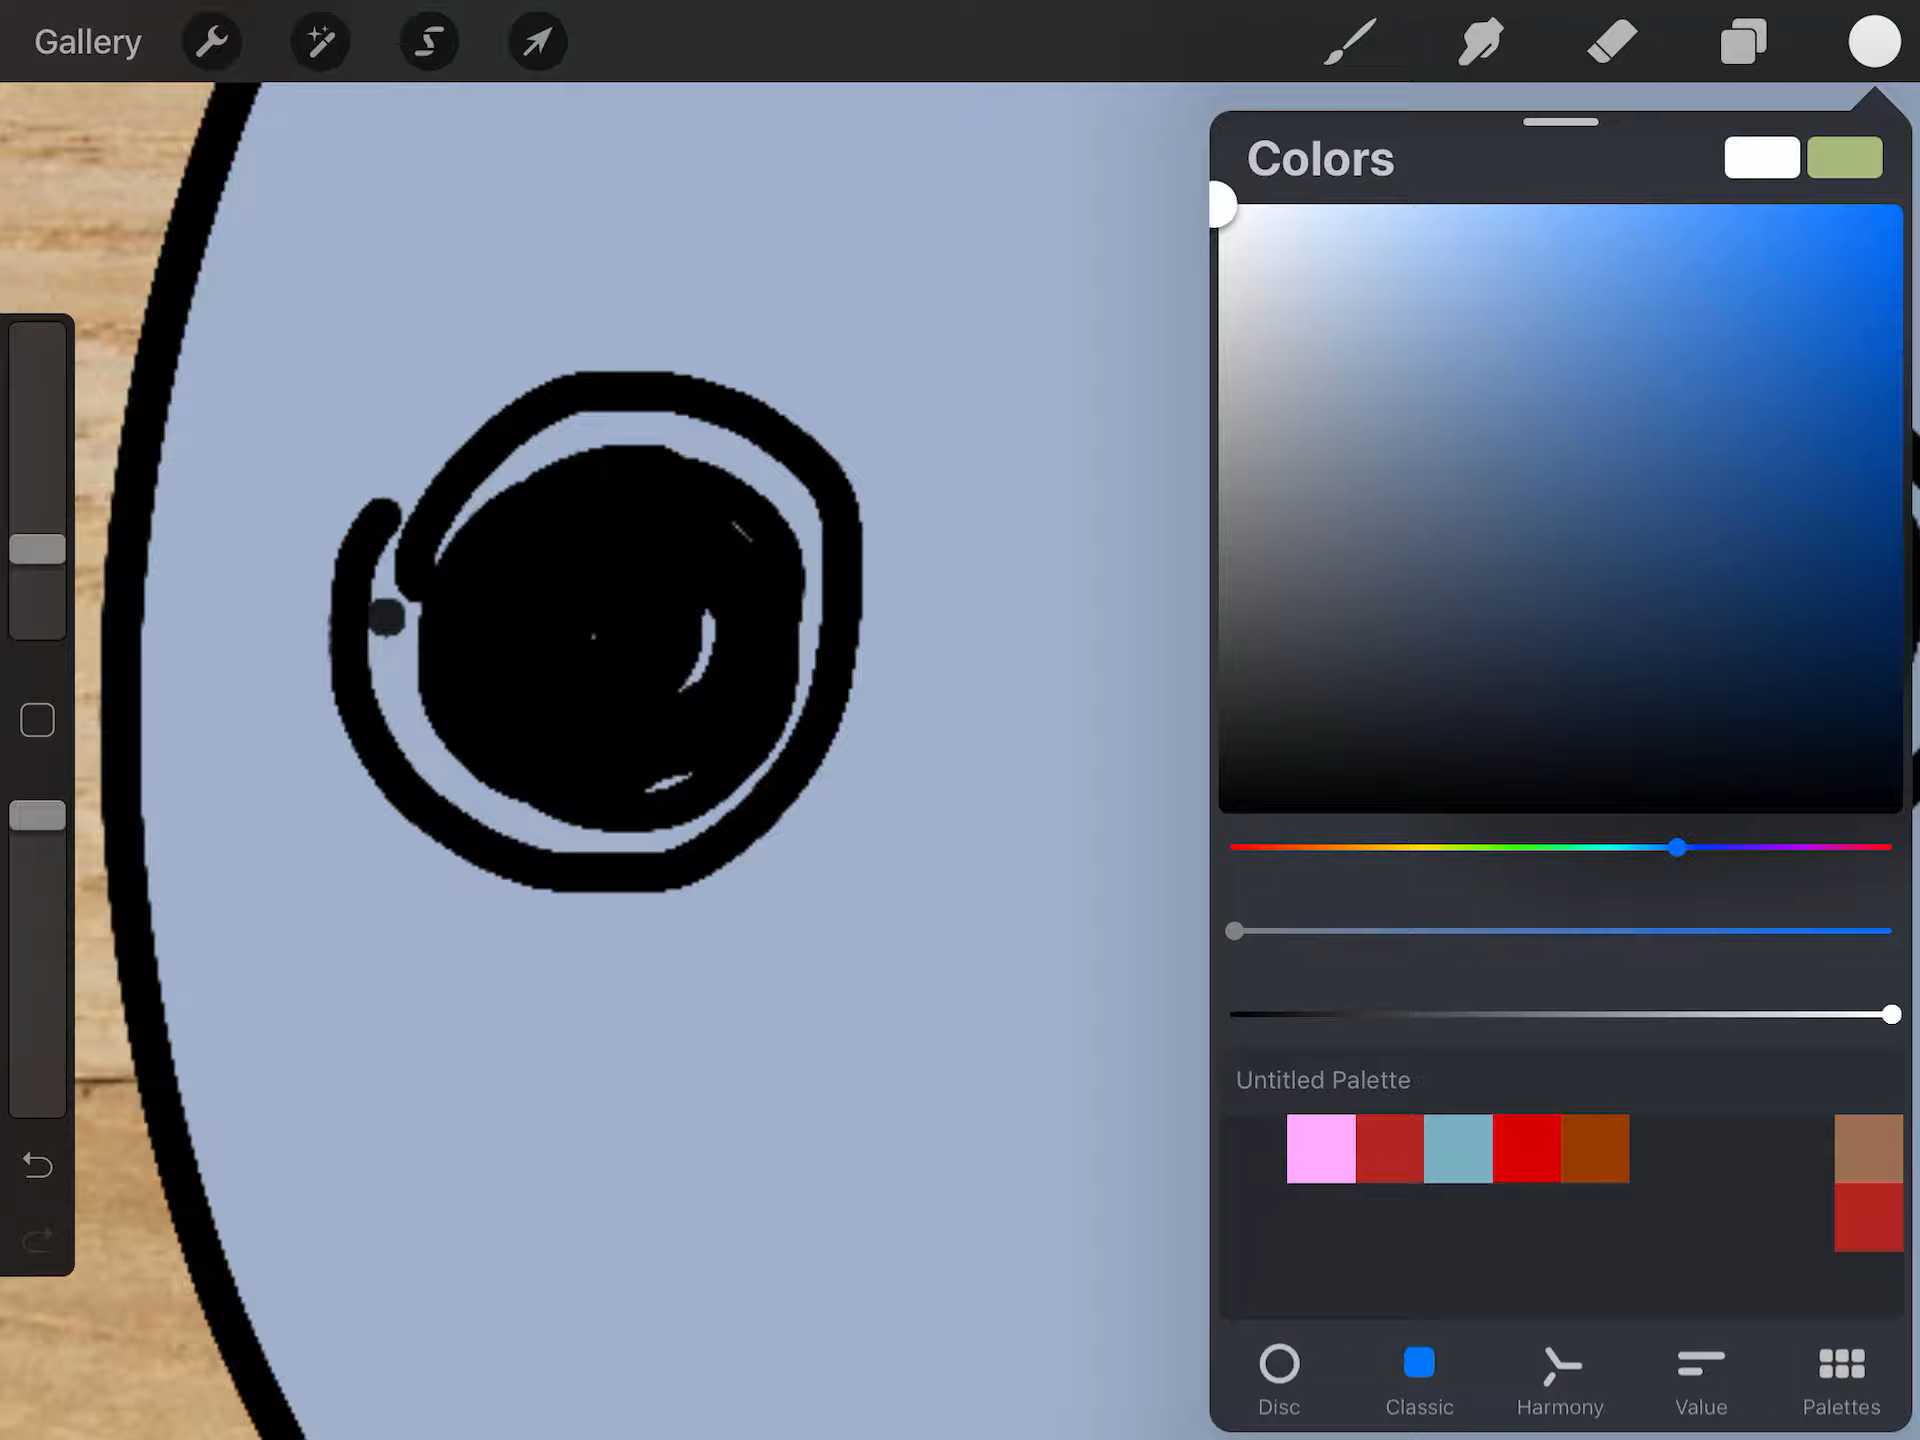 Gallery
Colors
Untitled Palette
Disc
Classic
Harmony
Value
Palettes